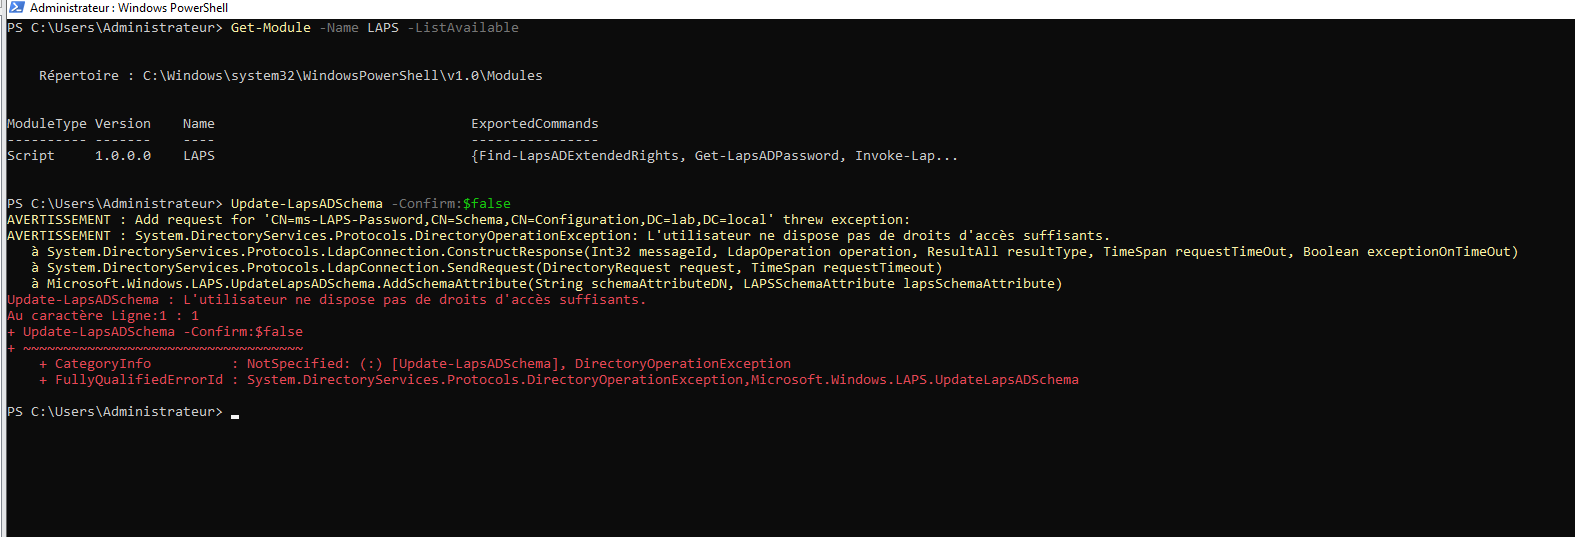 Administrateur : Windows PowerShell
PS C:\Users\Administrateur> Get-Module -Name LAPS -ListAvailable
Répertoire : C:\Windows\system32\WindowsPowerShell\v1.0\Modules
ModuleType Version    Name                                ExportedCommands
---------- -------    ----                                ----------------
Script     1.0.0.0    LAPS                                {Find-LapsADExtendedRights, Get-LapsADPassword, Invoke-Lap...
PS C:\Users\Administrateur> Update-LapsADSchema -Confirm:$false
AVERTISSEMENT : Add request for 'CN=ms-LAPS-Password,CN=Schema,CN=Configuration,DC=lab,DC=local' threw exception:
AVERTISSEMENT : System.DirectoryServices.Protocols.DirectoryOperationException: L'utilisateur ne dispose pas de droits d'accès suffisants.
   à System.DirectoryServices.Protocols.LdapConnection.ConstructResponse(Int32 messageId, LdapOperation operation, ResultAll resultType, TimeSpan requestTimeOut, Boolean exceptionOnTimeOut)
   à System.DirectoryServices.Protocols.LdapConnection.SendRequest(DirectoryRequest request, TimeSpan requestTimeout)
   à Microsoft.Windows.LAPS.UpdateLapsADSchema.AddSchemaAttribute(String schemaAttributeDN, LAPSSchemaAttribute lapsSchemaAttribute)
Update-LapsADSchema : L'utilisateur ne dispose pas de droits d'accès suffisants.
Au caractère Ligne:1 : 1
+ Update-LapsADSchema -Confirm:$false
+ ~~~~~~~~~~~~~~~~~~~~~~~~~~~~~~~~~~~
    + CategoryInfo          : NotSpecified: (:) [Update-LapsADSchema], DirectoryOperationException
    + FullyQualifiedErrorId : System.DirectoryServices.Protocols.DirectoryOperationException,Microsoft.Windows.LAPS.UpdateLapsADSchema
PS C:\Users\Administrateur>